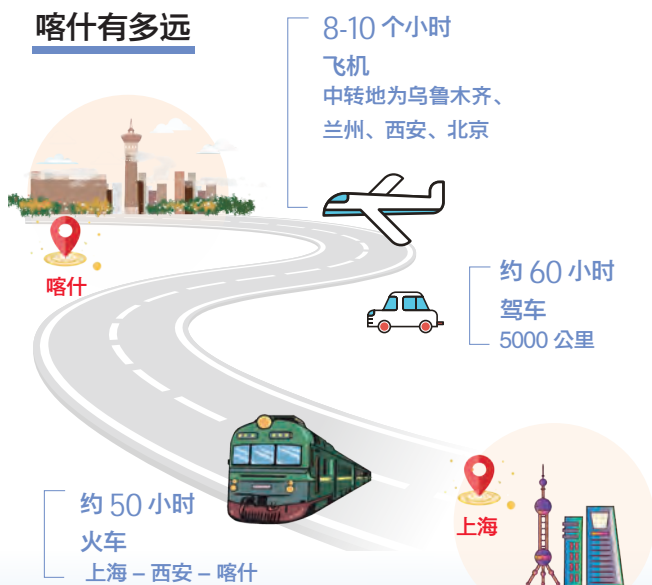 喀什有多远
8-10 个小时
飞机
中转地为乌鲁木齐、
兰州、西安、北京
喀什
约 60 小时
驾车
5000 公里
上海
约 50 小时
火车
上海 – 西安 – 喀什